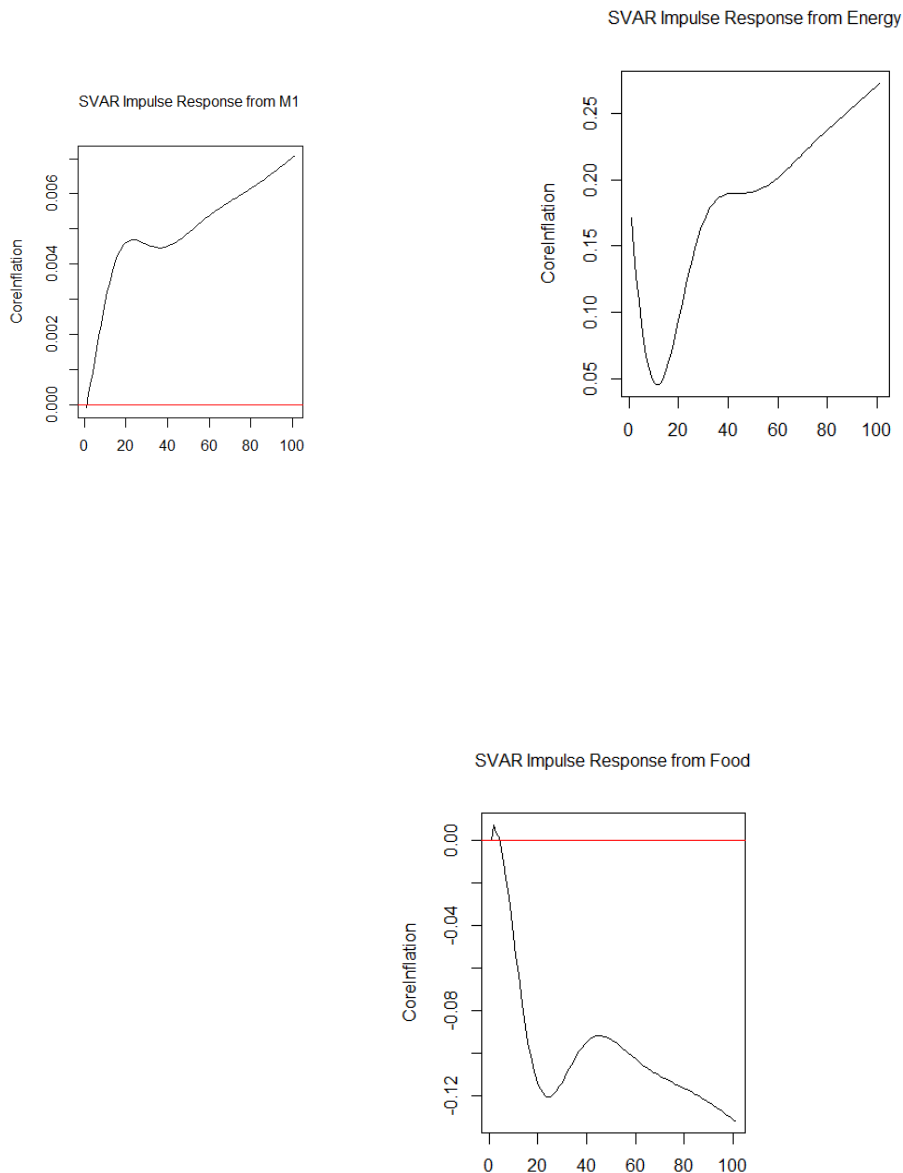 SVAR Impulse Response from Energy
SVAR Impulse Response from M1
CoreInflation
0.000 0.002 0.004 0.006
0 20 40 60 80 100
CoreInflation
0.05 0.10 0.15 0.20 0.25
0 20 40 60 80 100
SVAR Impulse Response from Food
CoreInflation
-0.12 -0.08 -0.04 0.00
0 20 40 60 80 100